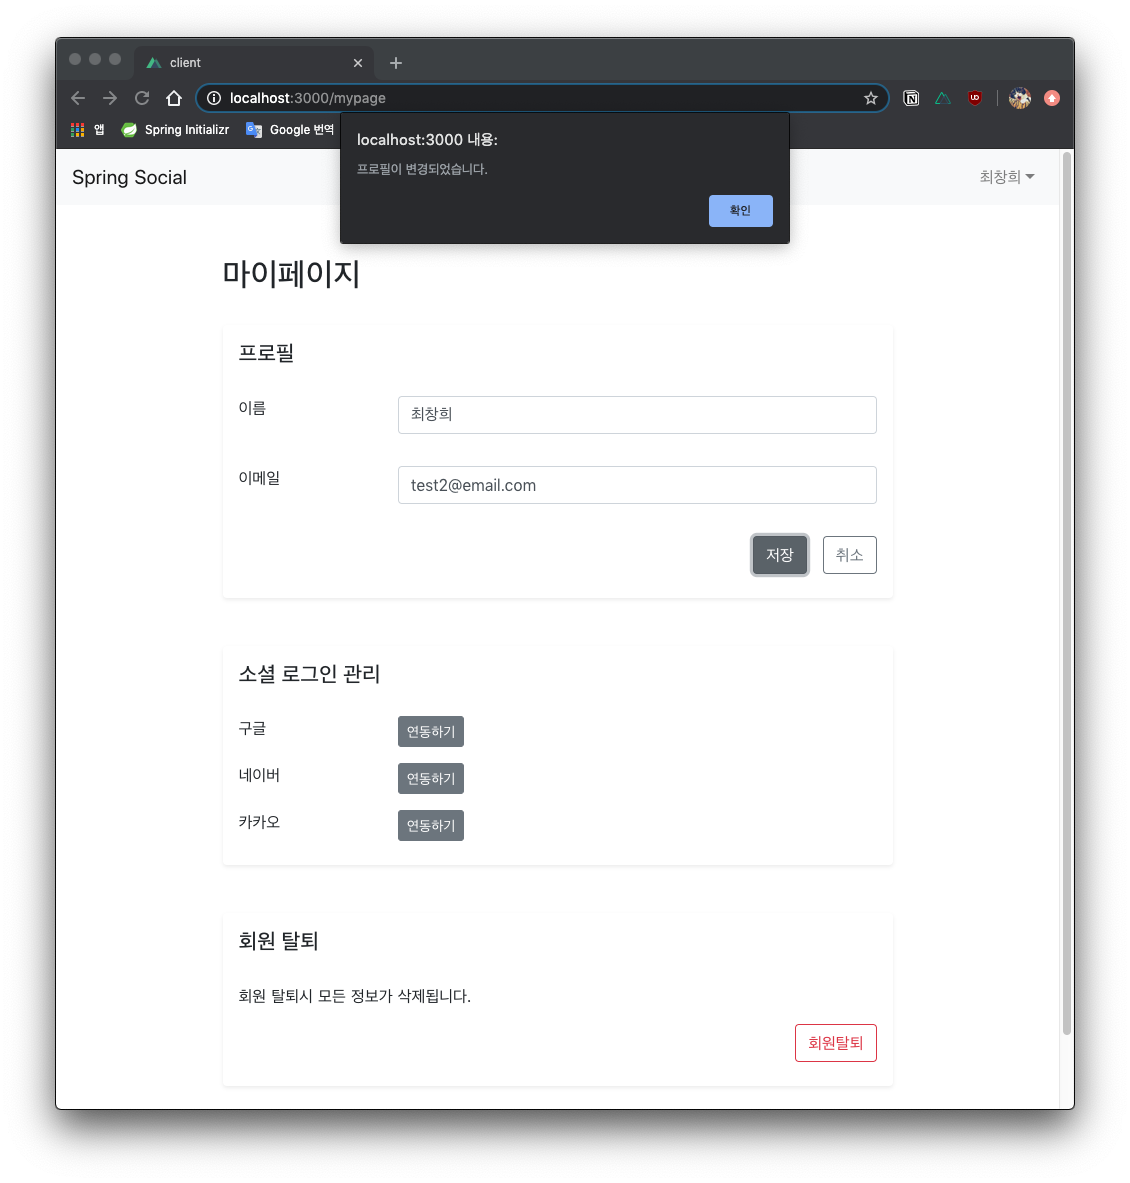 client
localhost:3000/mypage
앱 Spring Initializr Google 번역
localhost:3000 내용:
프로필이 변경되었습니다.
확인
Spring Social
최창희
마이페이지
프로필
이름
최창희
이메일
test2@email.com
저장 취소
소셜 로그인 관리
구글 연동하기
네이버 연동하기
카카오 연동하기
회원 탈퇴
회원 탈퇴시 모든 정보가 삭제됩니다.
회원탈퇴